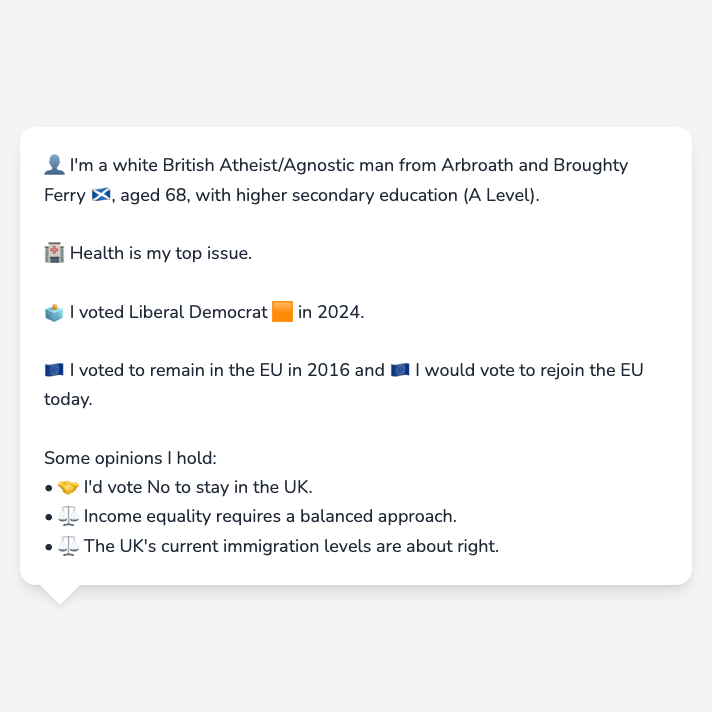 👤 I'm a white British Atheist/Agnostic man from Arbroath and Broughty
Ferry 🏴󠁧󠁢󠁳󠁣󠁴󠁿, aged 68, with higher secondary education (A Level).
🏥 Health is my top issue.
🗳️ I voted Liberal Democrat 🟧 in 2024.
🇪🇺 I voted to remain in the EU in 2016 and 🇪🇺 I would vote to rejoin the EU
today.
Some opinions I hold:
• 🤝 I'd vote No to stay in the UK.
• ⚖️ Income equality requires a balanced approach.
• ⚖️ The UK's current immigration levels are about right.